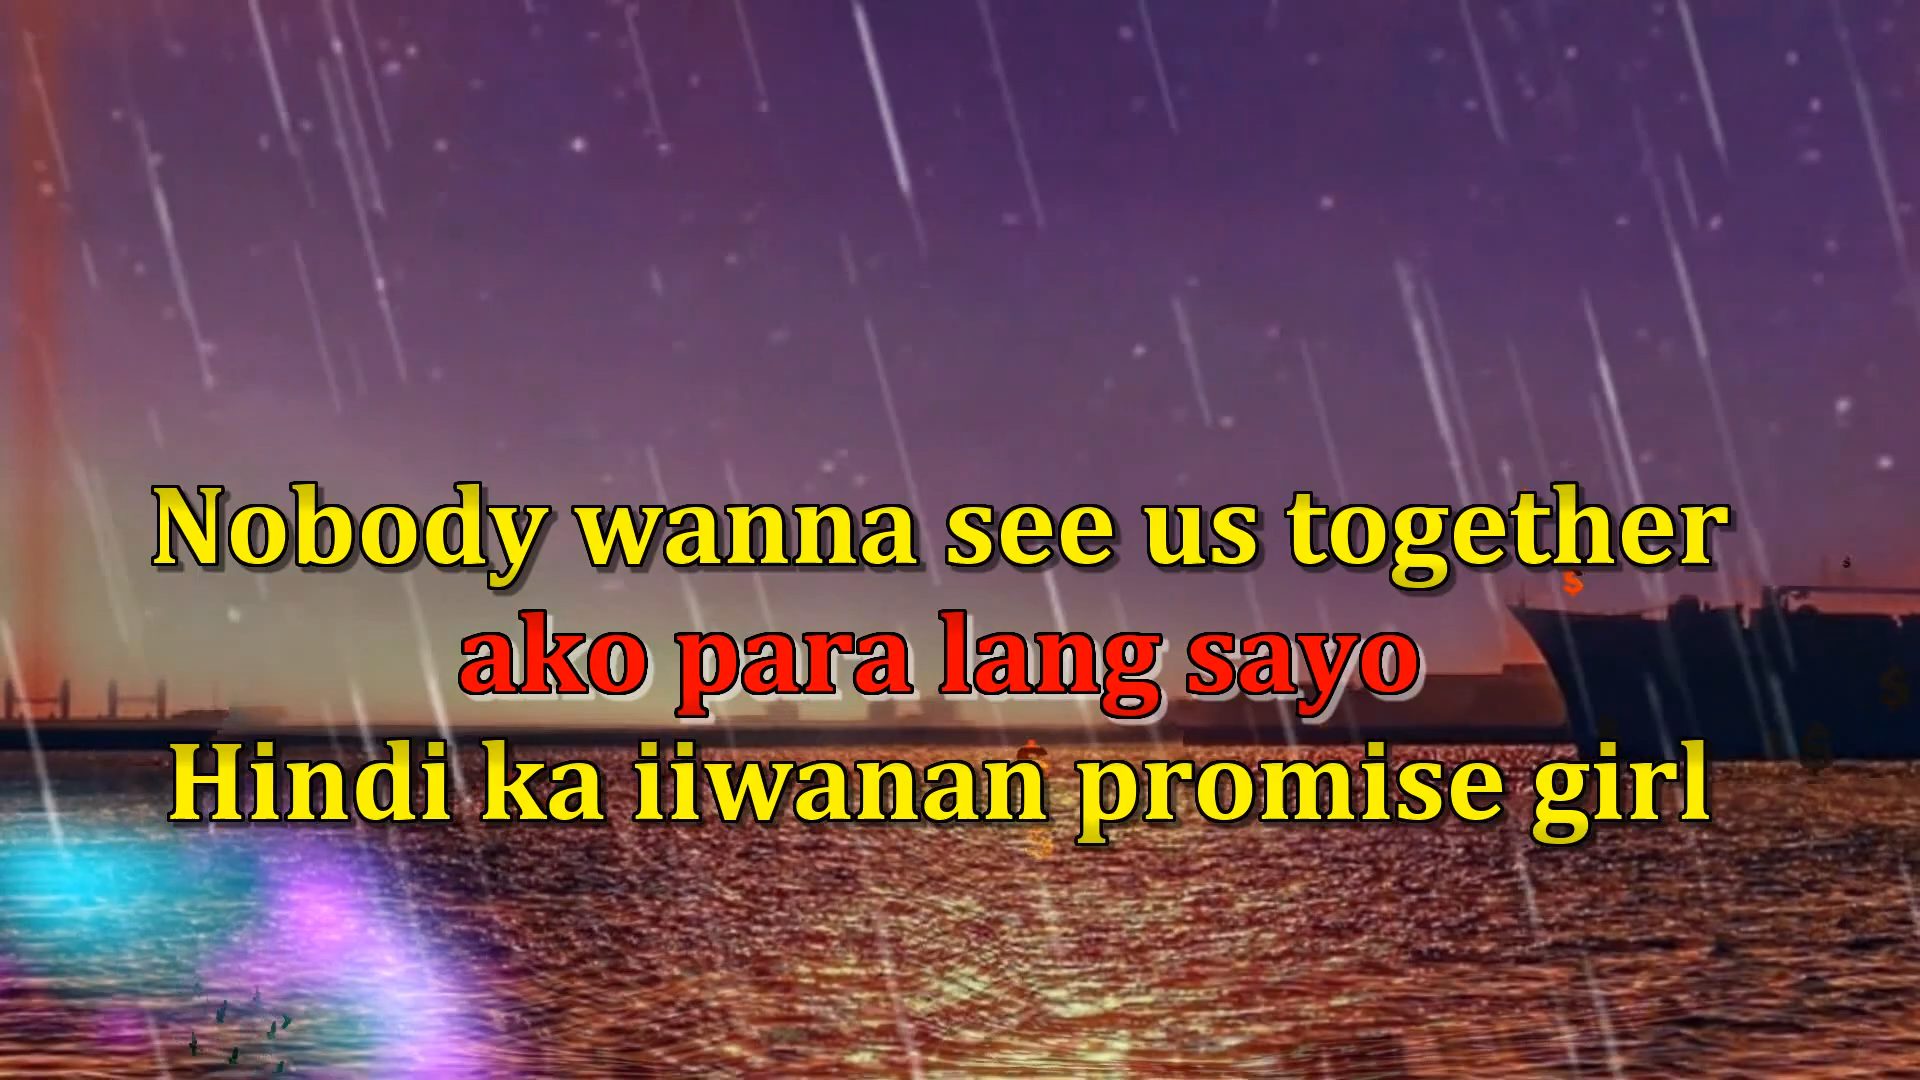 Nobody wanna see us together
ako para lang sayo
Hindi ka iiwanan promise girl